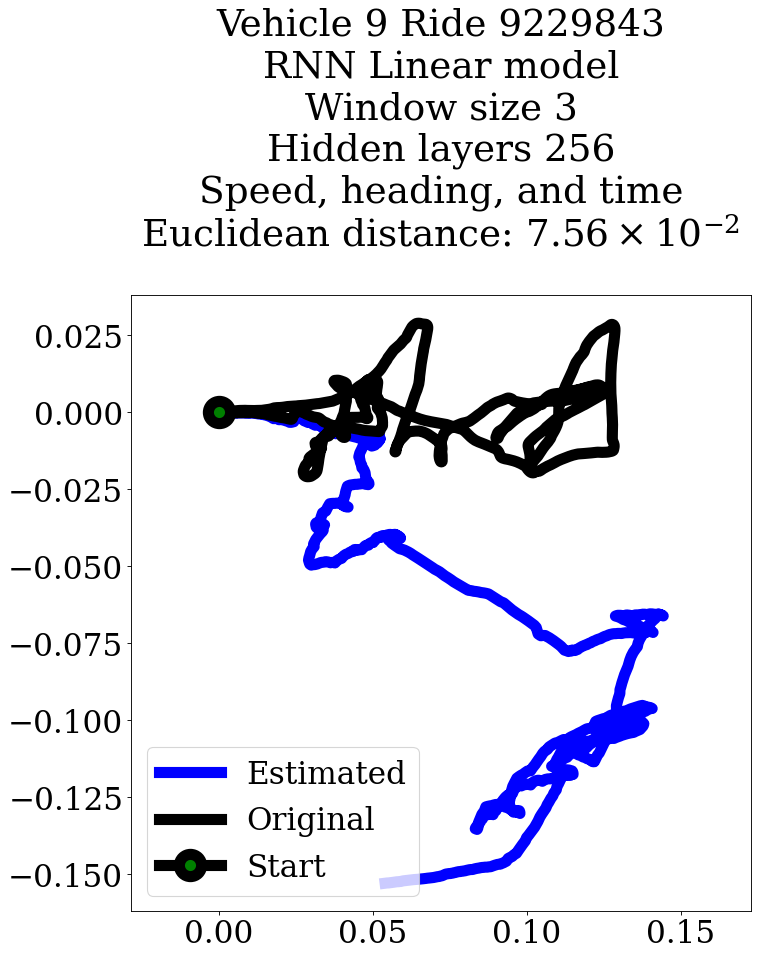 Vehicle 9 Ride 9229843
RNN Linear model
Window size 3
Hidden layers 256
Speed, heading, and time
Euclidean distance: 7.56 × 10⁻²
0.025
0.000
−0.025
−0.050
−0.075
−0.100
−0.125
−0.150
Estimated
Original
Start
0.00 0.05 0.10 0.15